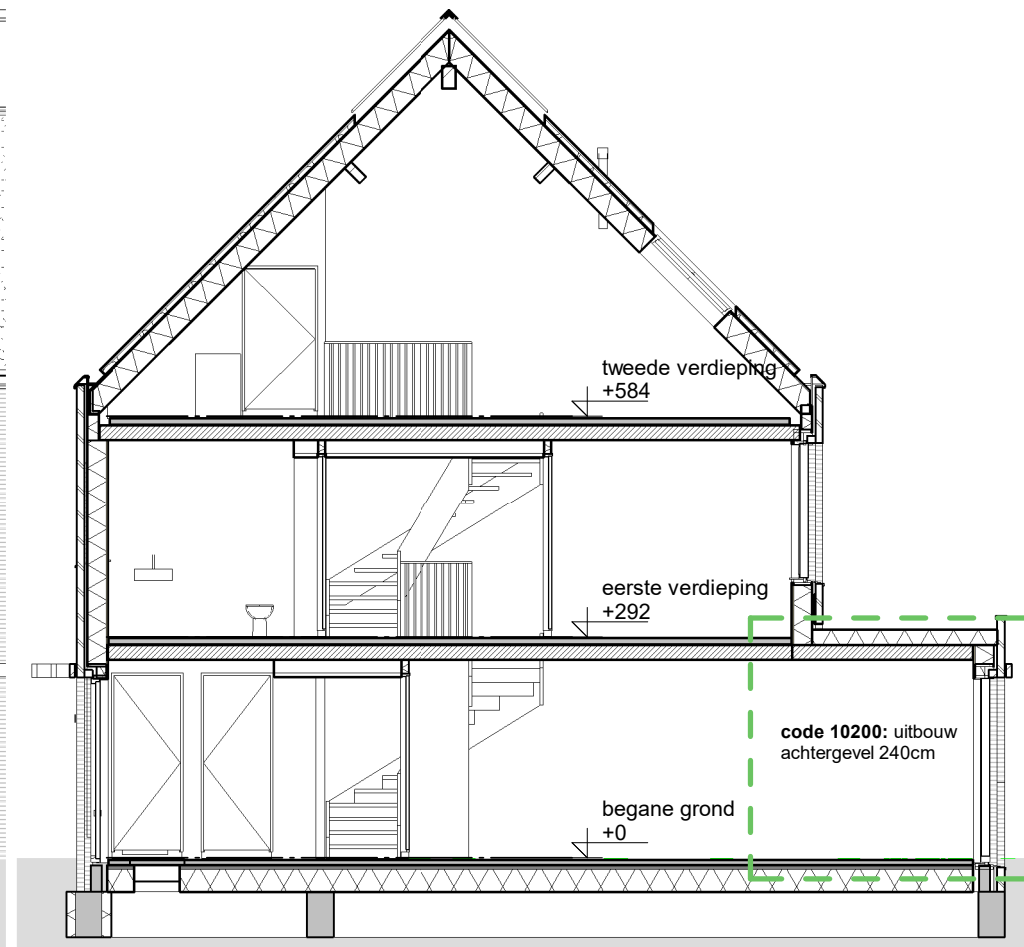 tweede verdieping
+584
eerste verdieping
+292
code 10200: uitbouw
achtergevel 240cm
begane grond
+0